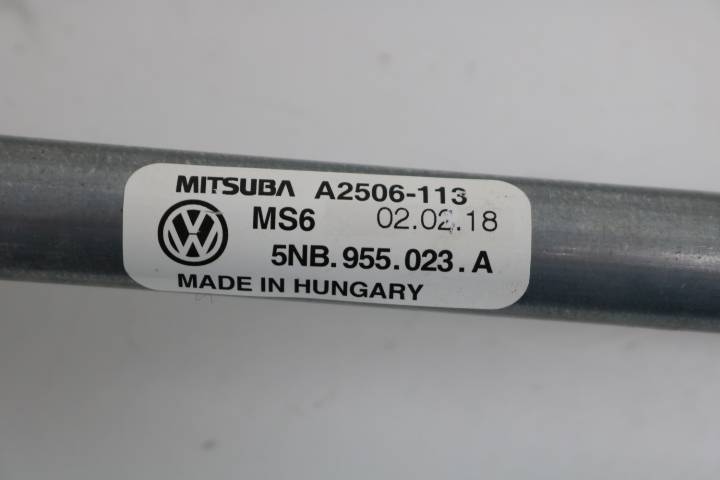 MITSUBA A2506-113
MS6 02.02.18
5NB.955.023.A
MADE IN HUNGARY